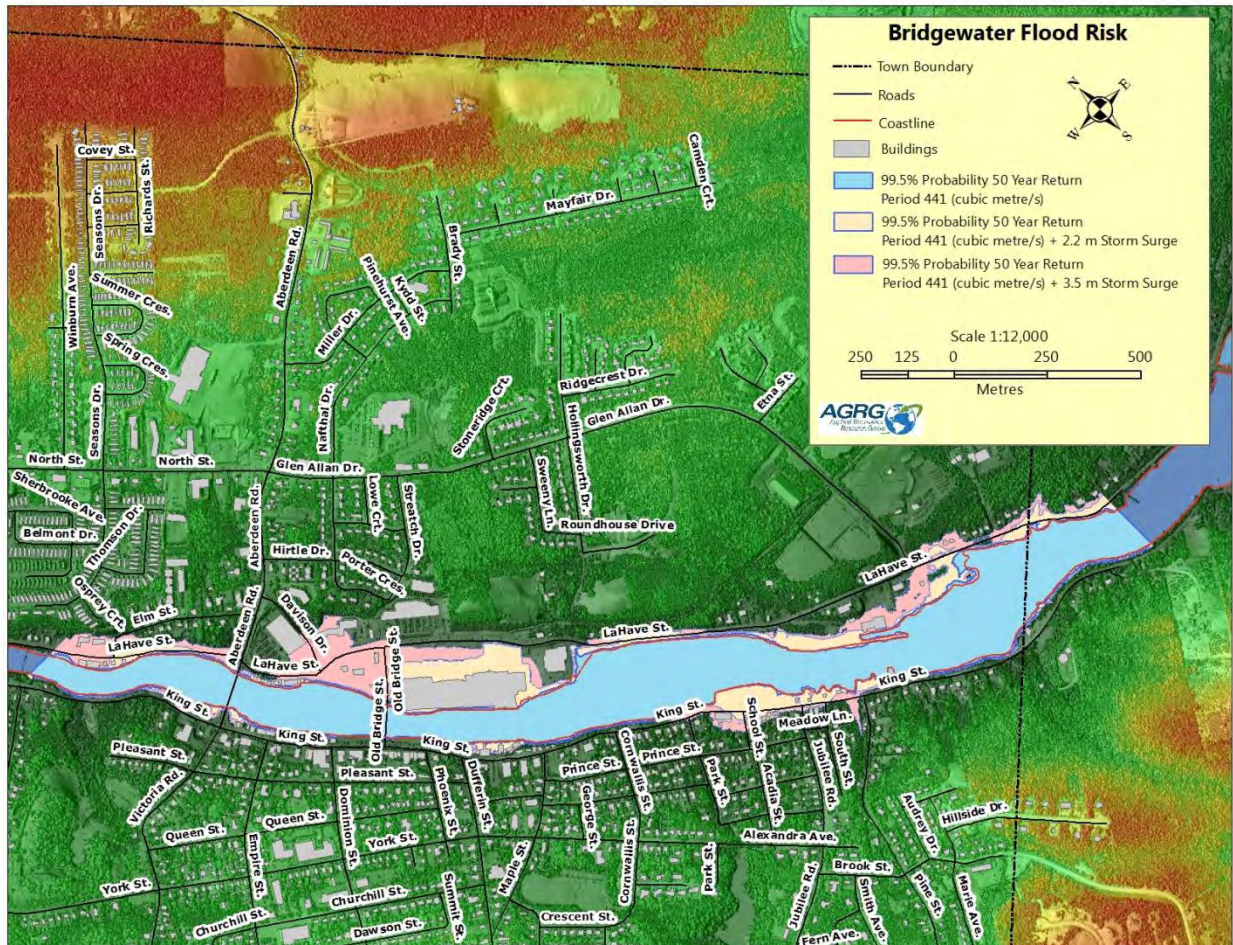 Bridgewater Flood Risk
Town Boundary
Roads
Coastline
Buildings
99.5% Probability 50 Year Return
Period 441 (cubic metre/s)
99.5% Probability 50 Year Return
Period 441 (cubic metre/s) + 2.2 m Storm Surge
99.5% Probability 50 Year Return
Period 441 (cubic metre/s) + 3.5 m Storm Surge
N
E
W
S
Scale 1:12,000
250 125 0 250 500
Metres
AGRG
Applied Geomatics
Research Group
Covey St.
Richards St.
Seasons Dr.
Winburn Ave.
Summer Cres.
Spring Cres.
Seasons Dr.
Aberdeen Rd.
Camden Crt.
Mayfair Dr.
Brady St.
Kydd St.
Pinehurst Ave.
Miller Dr.
Naftthal Dr.
Stoneridge Crt.
Ridgecrest Dr.
Glen Allan Dr.
Etna St.
Hollingsworth Dr.
Sweeny Ln.
Roundhouse Drive
North St.
North St.
Glen Allan Dr.
Lowe Crt.
Streatch Dr.
Sherbrooke Ave.
Belmont Dr.
Thomson Dr.
Osprey Crt.
Elm St.
Aberdeen Rd.
Hirtle Dr.
Porter Cres.
Davison Dr.
Aberdeen Rd.
LaHave St.
LaHave St.
LaHave St.
LaHave St.
Old Bridge St.
Old Bridge St.
King St.
King St.
King St.
King St.
King St.
Pleasant St.
Pleasant St.
Victoria Rd.
Queen St.
Queen St.
Empire St.
Dominion St.
Phoenix St.
Dufferin St.
York St.
York St.
Churchill St.
Churchill St.
Dawson St.
Summit St.
Maple St.
Prince St.
Prince St.
George St.
Cornwallis St.
Cornwallis St.
Crescent St.
Park St.
Park St.
School St.
Acadia St.
Meadow Ln.
Jubilee Rd.
South St.
Alexandra Ave.
Jubilee Rd.
Brook St.
Smith Ave.
Fern Ave.
Autrey Dr.
Hillside Dr.
Pine St.
Marie Ave.